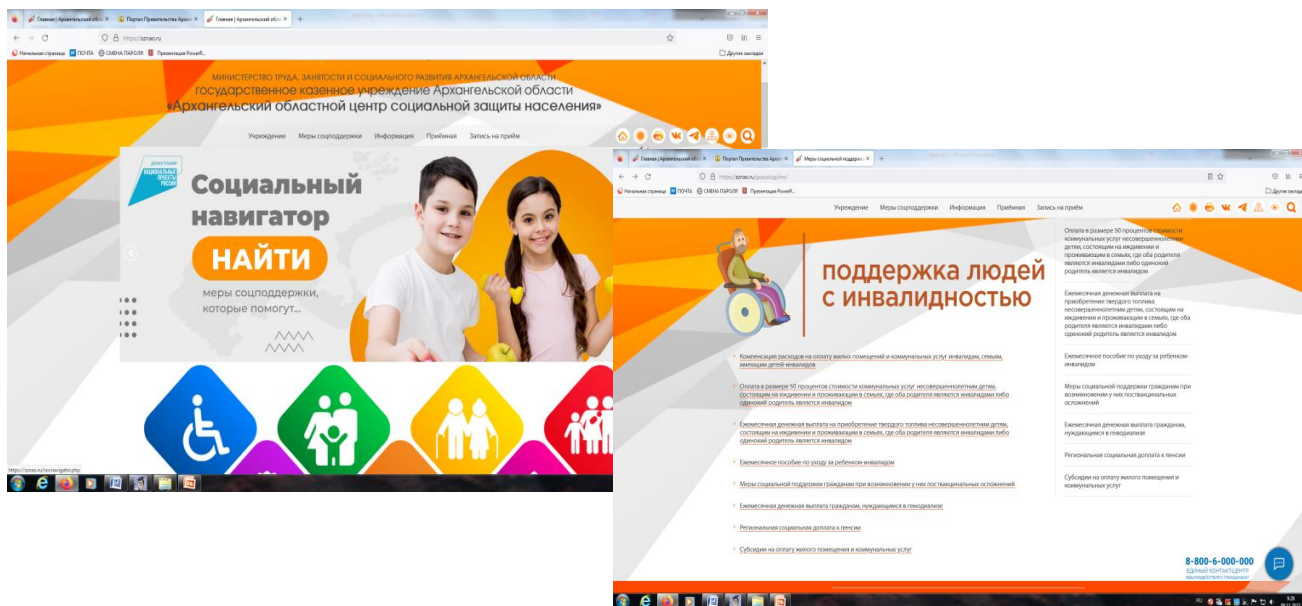 Главная | Архангельский обла
Портал Правительства Архан
Главная | Архангельский обла
https://sznao.ru
Начальная страница
ПОЧТА
СМЕНА ПАРОЛЯ
Презентация PowerP...
Другие закладки
МИНИСТЕРСТВО ТРУДА, ЗАНЯТОСТИ И СОЦИАЛЬНОГО РАЗВИТИЯ АРХАНГЕЛЬСКОЙ ОБЛАСТИ
государственное казенное учреждение Архангельской области
«Архангельский областной центр социальной защиты населения»
Учреждение Меры соцподдержки Информация Приёмная Запись на приём
НАЦИОНАЛЬНЫЕ
ПРОЕКТЫ
РОССИИ
Социальный
навигатор
НАЙТИ
меры соцподдержки,
которые помогут...
Меры социальной поддержки
Начальная страница
ПОЧТА
СМЕНА ПАРОЛЯ
Презентация PowerP...
Учреждение Меры соцподдержки Информация Приёмная Запись на приём
поддержка людей
с инвалидностью
Компенсация расходов на оплату жилых помещений и коммунальных услуг инвалидам, семьям,
имеющим детей-инвалидов
Оплата в размере 50 процентов стоимости коммунальных услуг несовершеннолетним детям,
состоящим на иждивении и проживающим в семьях, где оба родителя являются инвалидами либо
одинокий родитель является инвалидом
Ежемесячная денежная выплата на приобретение твердого топлива несовершеннолетним детям,
состоящим на иждивении и проживающим в семьях, где оба родителя являются инвалидами либо
одинокий родитель является инвалидом
Ежемесячное пособие по уходу за ребенком-инвалидом
Меры социальной поддержки гражданам при возникновении у них поствакцинальных осложнений
Ежемесячная денежная выплата гражданам, нуждающимся в гемодиализе
Региональная социальная доплата к пенсии
Субсидии на оплату жилого помещения и коммунальных услуг
Оплата в размере 50 процентов стоимости
коммунальных услуг несовершеннолетним
детям, состоящим на иждивении и
проживающим в семьях, где оба родителя
являются инвалидами либо одинокий
родитель является инвалидом
Ежемесячная денежная выплата на
приобретение твердого топлива
несовершеннолетним детям, состоящим на
иждивении и проживающим в семьях, где оба
родителя являются инвалидами либо
одинокий родитель является инвалидом
Ежемесячное пособие по уходу за ребенком-
инвалидом
Меры социальной поддержки гражданам при
возникновении у них поствакцинальных
осложнений
Ежемесячная денежная выплата гражданам,
нуждающимся в гемодиализе
Региональная социальная доплата к пенсии
Субсидии на оплату жилого помещения и
коммунальных услуг
8-800-6-000-000
ЕДИНЫЙ КОНТАКТ-ЦЕНТР